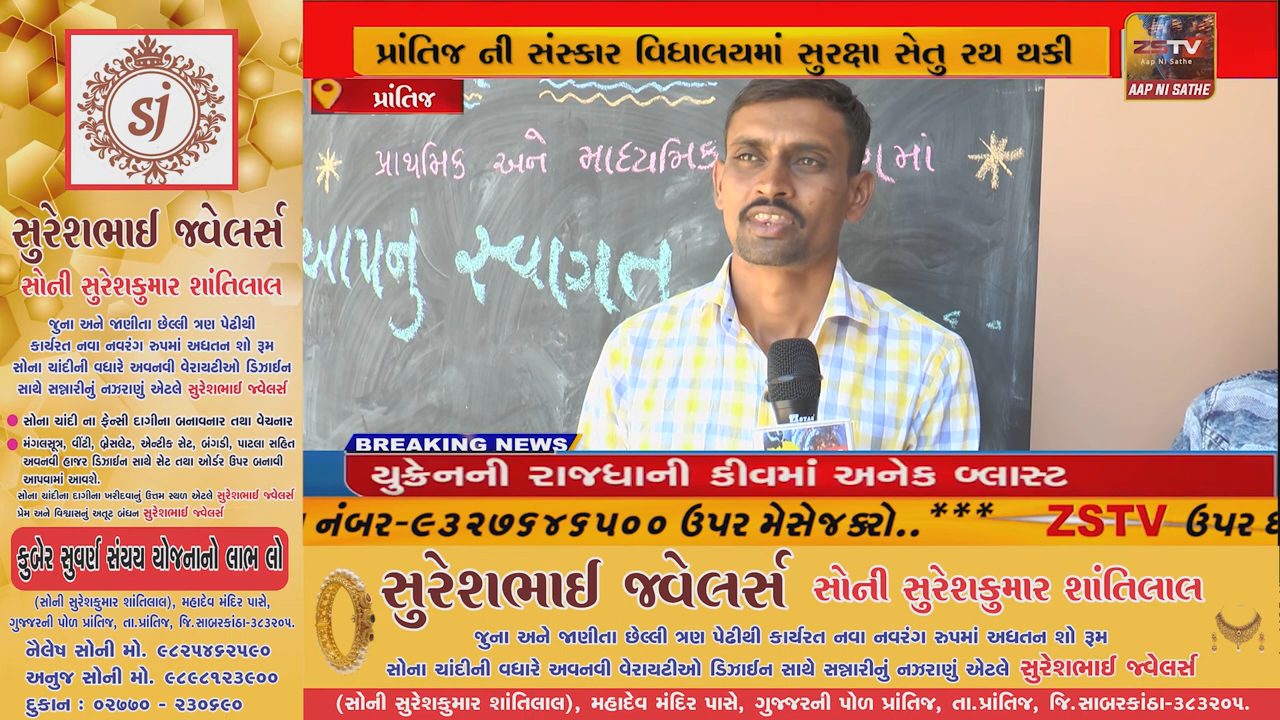 sj
સુરેશભાઈ જ્વેલર્સ
સોની સુરેશકુમાર શાંતિલાલ
જુના અને જાણીતા છેલ્લી ત્રણ પેઢીથી
કાર્યરત નવા નવરંગ રુપમાં અધતન શો રૂમ
સોના ચાંદીની વધારે અવનવી વેરાયટીઓ ડિઝાઈન
સાથે સન્નારીનું નઝરાણું એટલે સુરેશભાઈ જ્વેલર્સ
સોના ચાંદી ના ફેન્સી દાગીના બનાવનાર તથા વેચનાર
મંગલસૂત્ર, વીંટી, બ્રેસલેટ, એન્ટીક સેટ, બંગડી, પાટલા સહિત
અવનવી હાજર ડિઝાઈન સાથે સેટ તથા ઓર્ડર ઉપર બનાવી
આપવામાં આવશે.
સોના ચાંદીના દાગીના ખરીદવાનું ઉત્તમ સ્થળ એટલે સુરેશભાઈ જ્વેલર્સ
પ્રેમ અને વિશ્વાસનું અતૂટ બંધન સુરેશભાઈ જ્વેલર્સ
કુબેર સુવર્ણ સંચય યોજનાનો લાભ લો
(સોની સુરેશકુમાર શાંતિલાલ), મહાદેવ મંદિર પાસે,
ગુજ્જરની પોળ પ્રાંતિજ, તા.પ્રાંતિજ, જિ.સાબરકાંઠા-૩૮૩૨૦૫.
નૈલેષ સોની મો. ૯૮૨૫૪૬૨૫૯૦
અનુજ સોની મો. ૯૮૯૮૧૨૩૯૦૦
દુકાન : ૦૨૭૭૦ - ૨૩૦૬૯૦
પ્રાંતિજ ની સંસ્કાર વિધાલયમાં સુરક્ષા સેતુ રથ થકી
ZSTV
Aap Ni Sathe
AAP NI SATHE
પ્રાંતિજ
પ્રાથમિક અને માધ્યમિક
આપનું સ્વાગત
BREAKING NEWS
યુક્રેનની રાજધાની કીવમાં અનેક બ્લાસ્ટ
નંબર-૯૩૨૭૬૪૬૫૦૦ ઉપર મેસેજ કરો.. *** ZSTV ઉપર
સુરેશભાઈ જ્વેલર્સ સોની સુરેશકુમાર શાંતિલાલ
જુના અને જાણીતા છેલ્લી ત્રણ પેઢીથી કાર્યરત નવા નવરંગ રુપમાં અધતન શો રૂમ
સોના ચાંદીની વધારે અવનવી વેરાયટીઓ ડિઝાઈન સાથે સન્નારીનું નઝરાણું એટલે સુરેશભાઈ જ્વેલર્સ
(સોની સુરેશકુમાર શાંતિલાલ), મહાદેવ મંદિર પાસે, ગુજ્જરની પોળ પ્રાંતિજ, તા.પ્રાંતિજ, જિ.સાબરકાંઠા-૩૮૩૨૦૫.